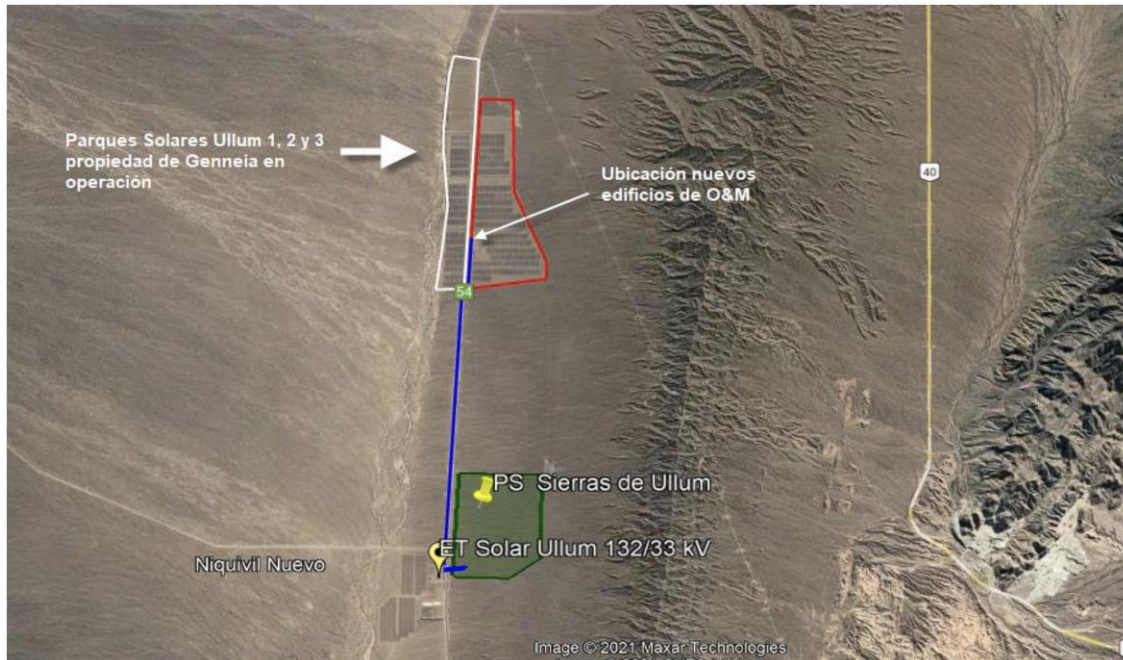 Parques Solares Ullum 1, 2 y 3
propiedad de Genneia en
operación
Ubicación nuevos
edificios de O&M
40
54
PS Sierras de Ullum
ET Solar Ullum 132/33 kV
Niquivil Nuevo
Image © 2021 Maxar Technologies